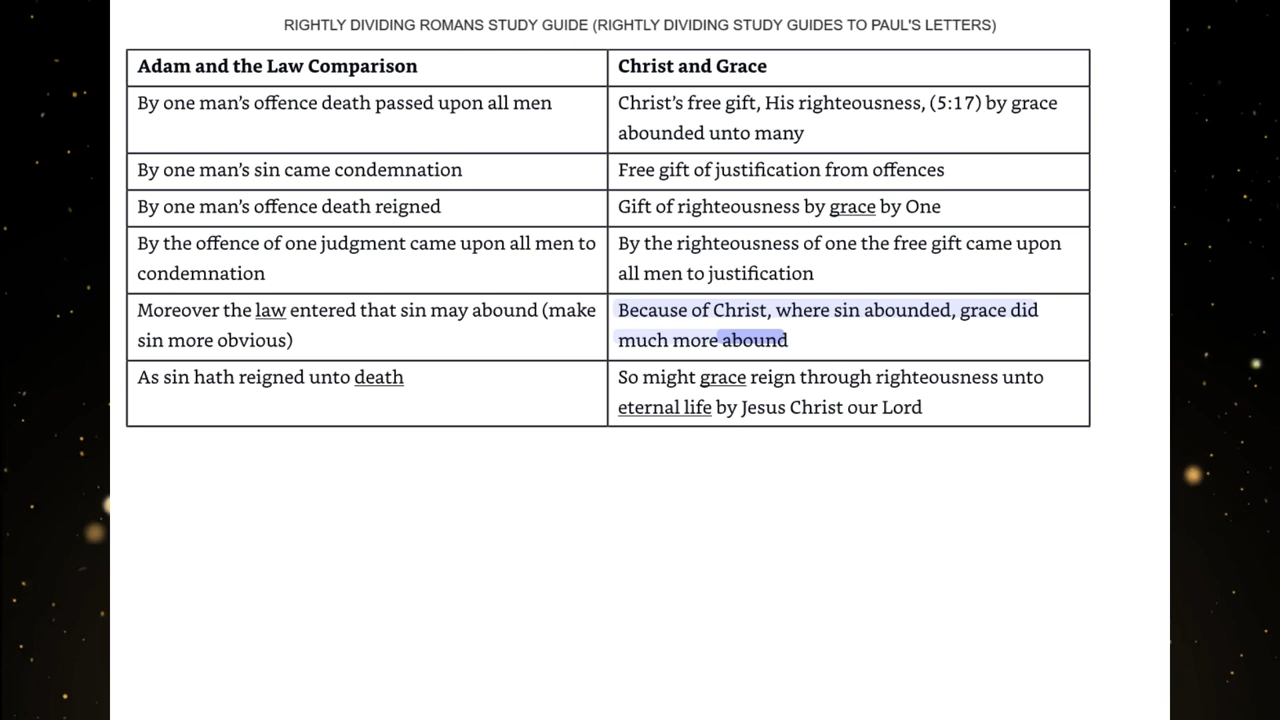 RIGHTLY DIVIDING ROMANS STUDY GUIDE (RIGHTLY DIVIDING STUDY GUIDES TO PAUL'S LETTERS)
Adam and the Law Comparison
Christ and Grace
By one man’s offence death passed upon all men
Christ’s free gift, His righteousness, (5:17) by grace
abounded unto many
By one man’s sin came condemnation
Free gift of justification from offences
By one man’s offence death reigned
Gift of righteousness by grace by One
By the offence of one judgment came upon all men to
condemnation
By the righteousness of one the free gift came upon
all men to justification
Moreover the law entered that sin may abound (make
sin more obvious)
Because of Christ, where sin abounded, grace did
much more abound
As sin hath reigned unto death
So might grace reign through righteousness unto
eternal life by Jesus Christ our Lord